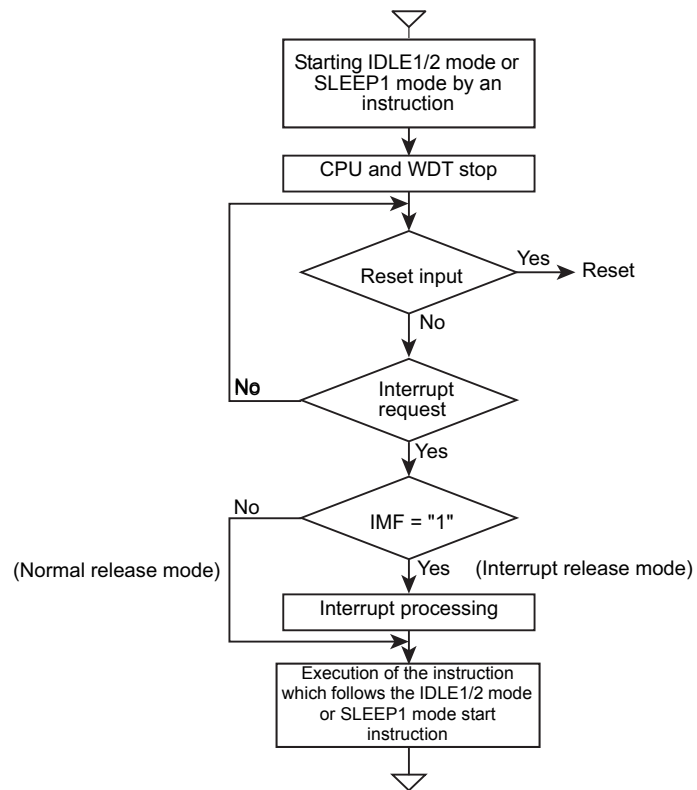 Starting IDLE1/2 mode or
SLEEP1 mode by an
instruction
CPU and WDT stop
Reset input
Yes
Reset
No
No
Interrupt
request
Yes
No
IMF = "1"
(Normal release mode)
Yes
(Interrupt release mode)
Interrupt processing
Execution of the instruction
which follows the IDLE1/2 mode
or SLEEP1 mode start
instruction